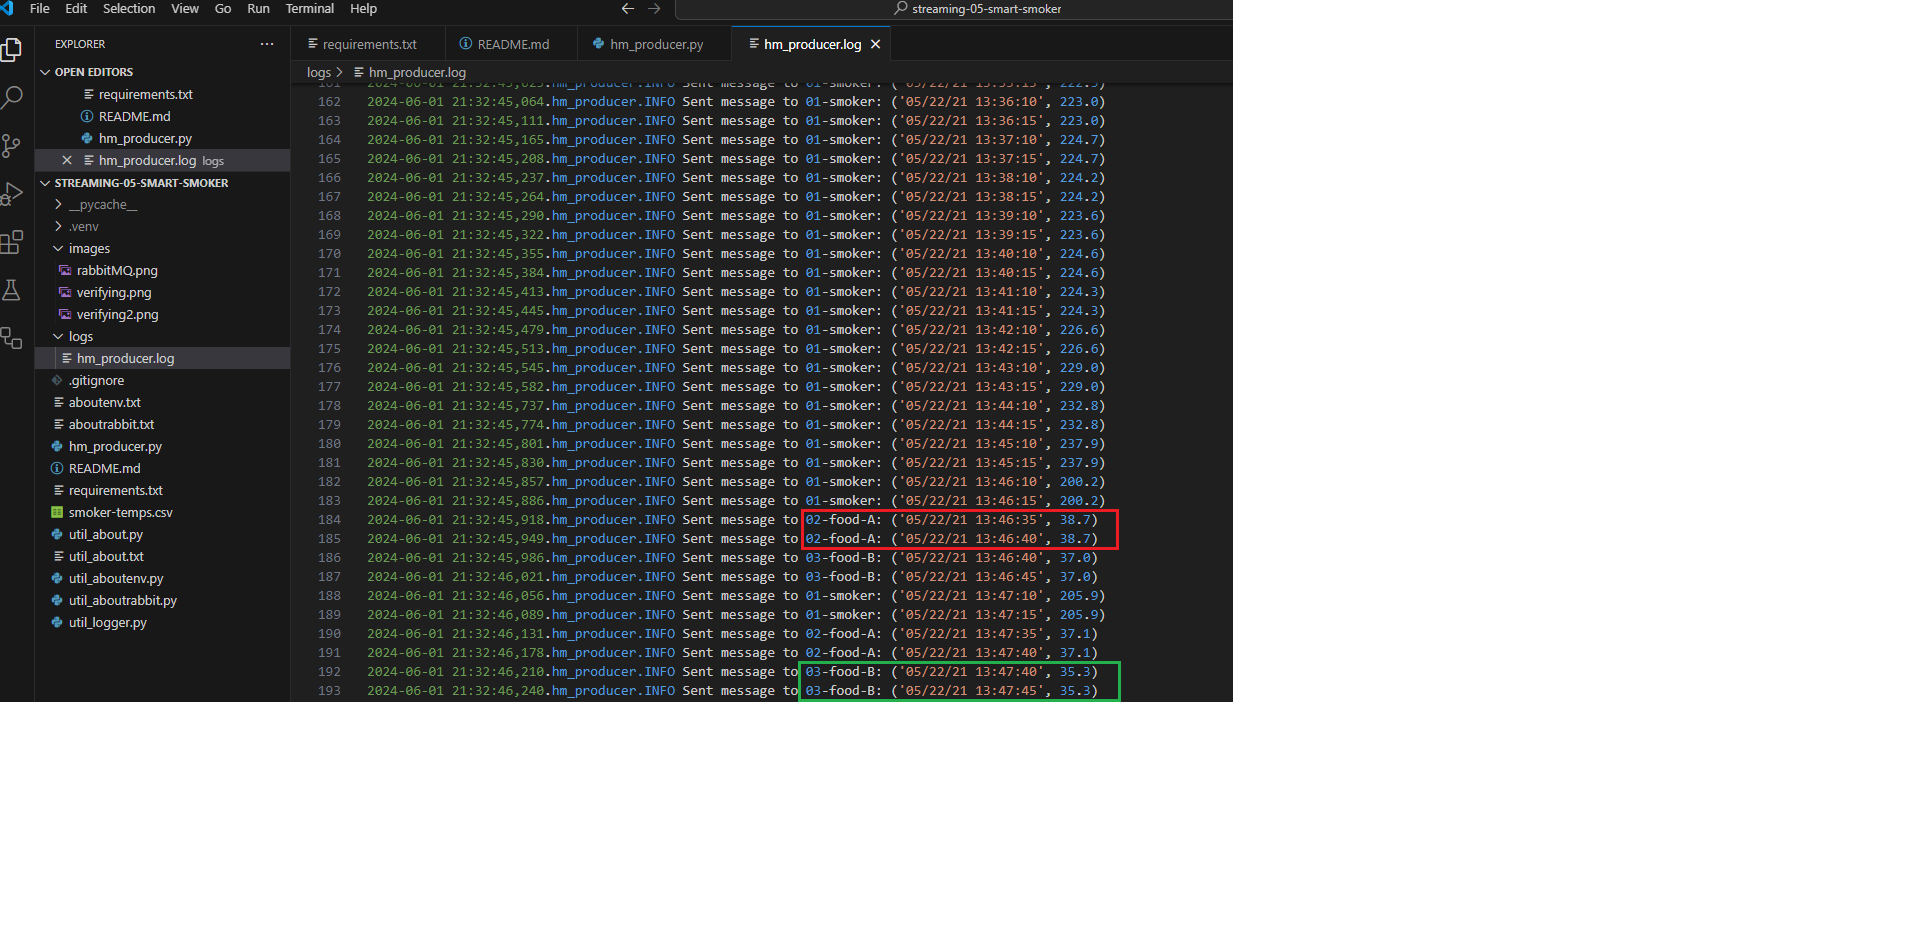 File Edit Selection View Go Run Terminal Help
streaming-05-smart-smoker
EXPLORER
OPEN EDITORS
requirements.txt
README.md
hm_producer.py
hm_producer.log logs
STREAMING-05-SMART-SMOKER
__pycache__
.venv
images
rabbitMQ.png
verifying.png
verifying2.png
logs
hm_producer.log
.gitignore
aboutenv.txt
aboutrabbit.txt
hm_producer.py
README.md
requirements.txt
smoker-temps.csv
util_about.py
util_about.txt
util_aboutenv.py
util_aboutrabbit.py
util_logger.py
requirements.txt README.md hm_producer.py hm_producer.log
logs > hm_producer.log
162 2024-06-01 21:32:45,064.hm_producer.INFO Sent message to 01-smoker: ('05/22/21 13:36:10', 223.0)
163 2024-06-01 21:32:45,111.hm_producer.INFO Sent message to 01-smoker: ('05/22/21 13:36:15', 223.0)
164 2024-06-01 21:32:45,165.hm_producer.INFO Sent message to 01-smoker: ('05/22/21 13:37:10', 224.7)
165 2024-06-01 21:32:45,208.hm_producer.INFO Sent message to 01-smoker: ('05/22/21 13:37:15', 224.7)
166 2024-06-01 21:32:45,237.hm_producer.INFO Sent message to 01-smoker: ('05/22/21 13:38:10', 224.2)
167 2024-06-01 21:32:45,264.hm_producer.INFO Sent message to 01-smoker: ('05/22/21 13:38:15', 224.2)
168 2024-06-01 21:32:45,290.hm_producer.INFO Sent message to 01-smoker: ('05/22/21 13:39:10', 223.6)
169 2024-06-01 21:32:45,322.hm_producer.INFO Sent message to 01-smoker: ('05/22/21 13:39:15', 223.6)
170 2024-06-01 21:32:45,355.hm_producer.INFO Sent message to 01-smoker: ('05/22/21 13:40:10', 224.6)
171 2024-06-01 21:32:45,384.hm_producer.INFO Sent message to 01-smoker: ('05/22/21 13:40:15', 224.6)
172 2024-06-01 21:32:45,413.hm_producer.INFO Sent message to 01-smoker: ('05/22/21 13:41:10', 224.3)
173 2024-06-01 21:32:45,445.hm_producer.INFO Sent message to 01-smoker: ('05/22/21 13:41:15', 224.3)
174 2024-06-01 21:32:45,479.hm_producer.INFO Sent message to 01-smoker: ('05/22/21 13:42:10', 226.6)
175 2024-06-01 21:32:45,513.hm_producer.INFO Sent message to 01-smoker: ('05/22/21 13:42:15', 226.6)
176 2024-06-01 21:32:45,545.hm_producer.INFO Sent message to 01-smoker: ('05/22/21 13:43:10', 229.0)
177 2024-06-01 21:32:45,582.hm_producer.INFO Sent message to 01-smoker: ('05/22/21 13:43:15', 229.0)
178 2024-06-01 21:32:45,737.hm_producer.INFO Sent message to 01-smoker: ('05/22/21 13:44:10', 232.8)
179 2024-06-01 21:32:45,774.hm_producer.INFO Sent message to 01-smoker: ('05/22/21 13:44:15', 232.8)
180 2024-06-01 21:32:45,801.hm_producer.INFO Sent message to 01-smoker: ('05/22/21 13:45:10', 237.9)
181 2024-06-01 21:32:45,830.hm_producer.INFO Sent message to 01-smoker: ('05/22/21 13:45:15', 237.9)
182 2024-06-01 21:32:45,857.hm_producer.INFO Sent message to 01-smoker: ('05/22/21 13:46:10', 200.2)
183 2024-06-01 21:32:45,886.hm_producer.INFO Sent message to 01-smoker: ('05/22/21 13:46:15', 200.2)
184 2024-06-01 21:32:45,918.hm_producer.INFO Sent message to 02-food-A: ('05/22/21 13:46:35', 38.7)
185 2024-06-01 21:32:45,949.hm_producer.INFO Sent message to 02-food-A: ('05/22/21 13:46:40', 38.7)
186 2024-06-01 21:32:45,986.hm_producer.INFO Sent message to 03-food-B: ('05/22/21 13:46:40', 37.0)
187 2024-06-01 21:32:46,021.hm_producer.INFO Sent message to 03-food-B: ('05/22/21 13:46:45', 37.0)
188 2024-06-01 21:32:46,056.hm_producer.INFO Sent message to 01-smoker: ('05/22/21 13:47:10', 205.9)
189 2024-06-01 21:32:46,089.hm_producer.INFO Sent message to 01-smoker: ('05/22/21 13:47:15', 205.9)
190 2024-06-01 21:32:46,131.hm_producer.INFO Sent message to 02-food-A: ('05/22/21 13:47:35', 37.1)
191 2024-06-01 21:32:46,178.hm_producer.INFO Sent message to 02-food-A: ('05/22/21 13:47:40', 37.1)
192 2024-06-01 21:32:46,210.hm_producer.INFO Sent message to 03-food-B: ('05/22/21 13:47:40', 35.3)
193 2024-06-01 21:32:46,240.hm_producer.INFO Sent message to 03-food-B: ('05/22/21 13:47:45', 35.3)